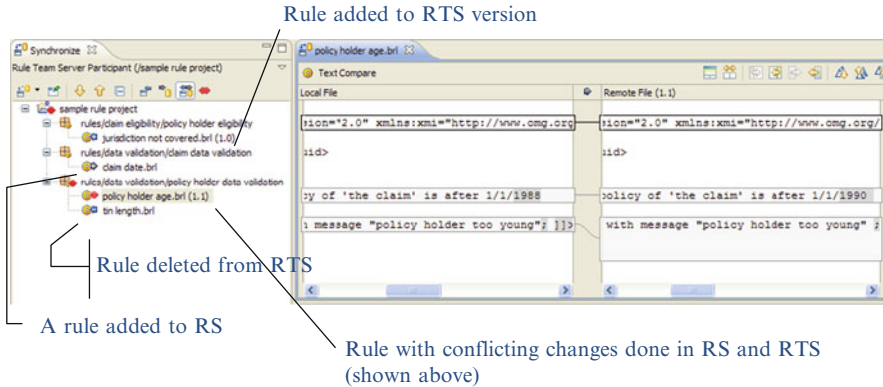 Rule added to RTS version
Synchronize
policy holder age.brl
Rule Team Server Participant (/sample rule project)
Text Compare
Local File
Remote File (1.1)
sample rule project
rules/claim eligibility/policy holder eligibility
jurisdiction not covered.brl (1.0)
rules/data validation/claim data validation
claim date.brl
rules/data validation/policy holder data validation
policy holder age.brl (1.1)
tin length.brl
sion="2.0" xmlns:xmi="http://www.omg.org
sion="2.0" xmlns:xmi="http://www.omg.org/
uid>
uid>
cy of 'the claim' is after 1/1/1988
policy of 'the claim' is after 1/1/1990
message "policy holder too young"; ]]>
with message "policy holder too young" ;
Rule deleted from RTS
A rule added to RS
Rule with conflicting changes done in RS and RTS
(shown above)